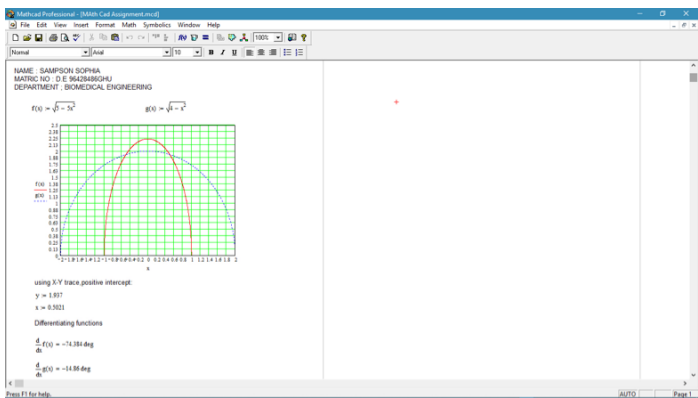 Mathcad Professional - [MAth Cad Assignment.mcd]
File Edit View Insert Format Math Symbolics Window Help
100%
Normal Arial 10 B I U
NAME : SAMPSON SOPHIA
MATRIC NO : D.E 96428486GHU
DEPARTMENT ; BIOMEDICAL ENGINEERING
g(x) := √4 − x²
f(x)
g(x)
x
using X-Y trace,positive intercept:
y := 1.937
x := 0.5021
Differentiating functions
d/dx f(x) = −74.384 deg
d/dx g(x) = −14.86 deg
Press F1 for help.
AUTO
Page 1